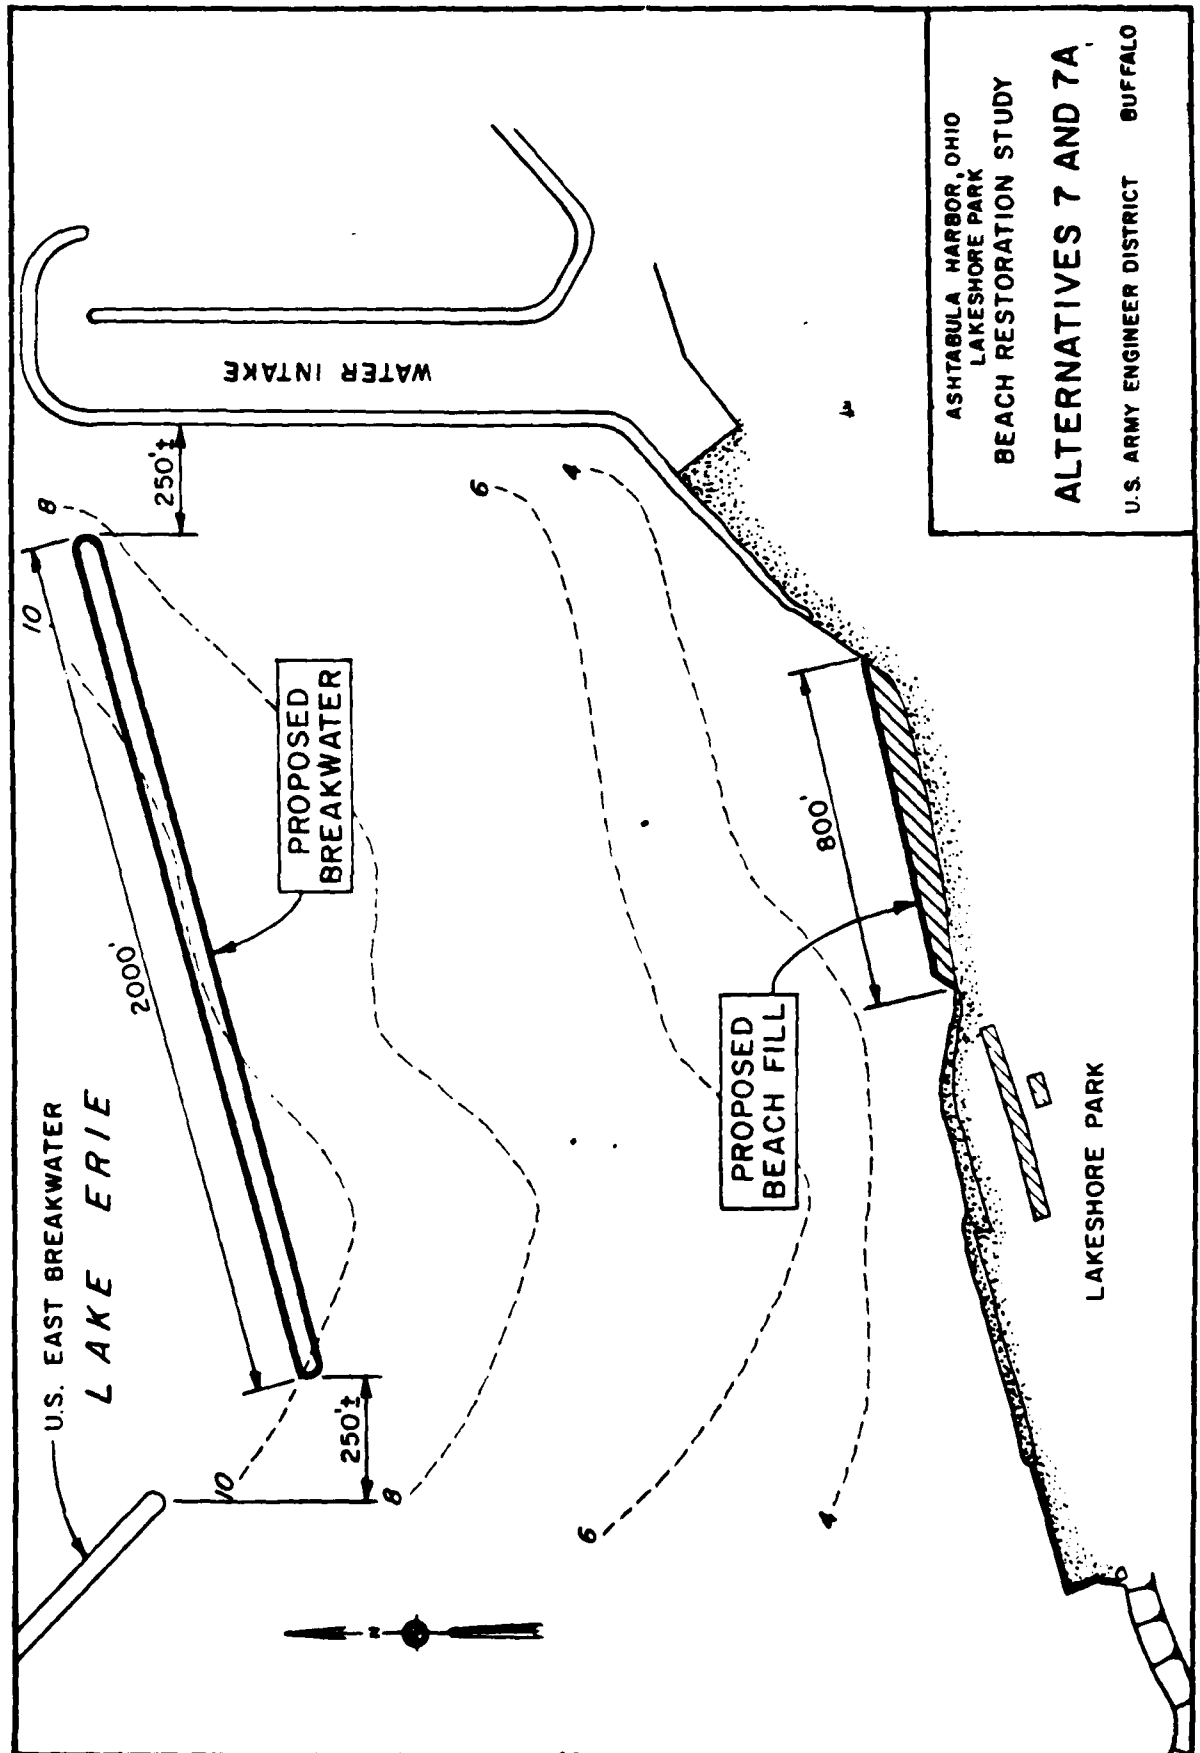 U.S. EAST BREAKWATER
LAKE ERIE
2000'
10
8
250'±
WATER INTAKE
PROPOSED
BREAKWATER
10
250'±
8
6
4
6
4
800'
PROPOSED
BEACH FILL
N
LAKESHORE PARK
ASHTABULA HARBOR, OHIO
LAKESHORE PARK
BEACH RESTORATION STUDY
ALTERNATIVES 7 AND 7A
U.S. ARMY ENGINEER DISTRICT BUFFALO